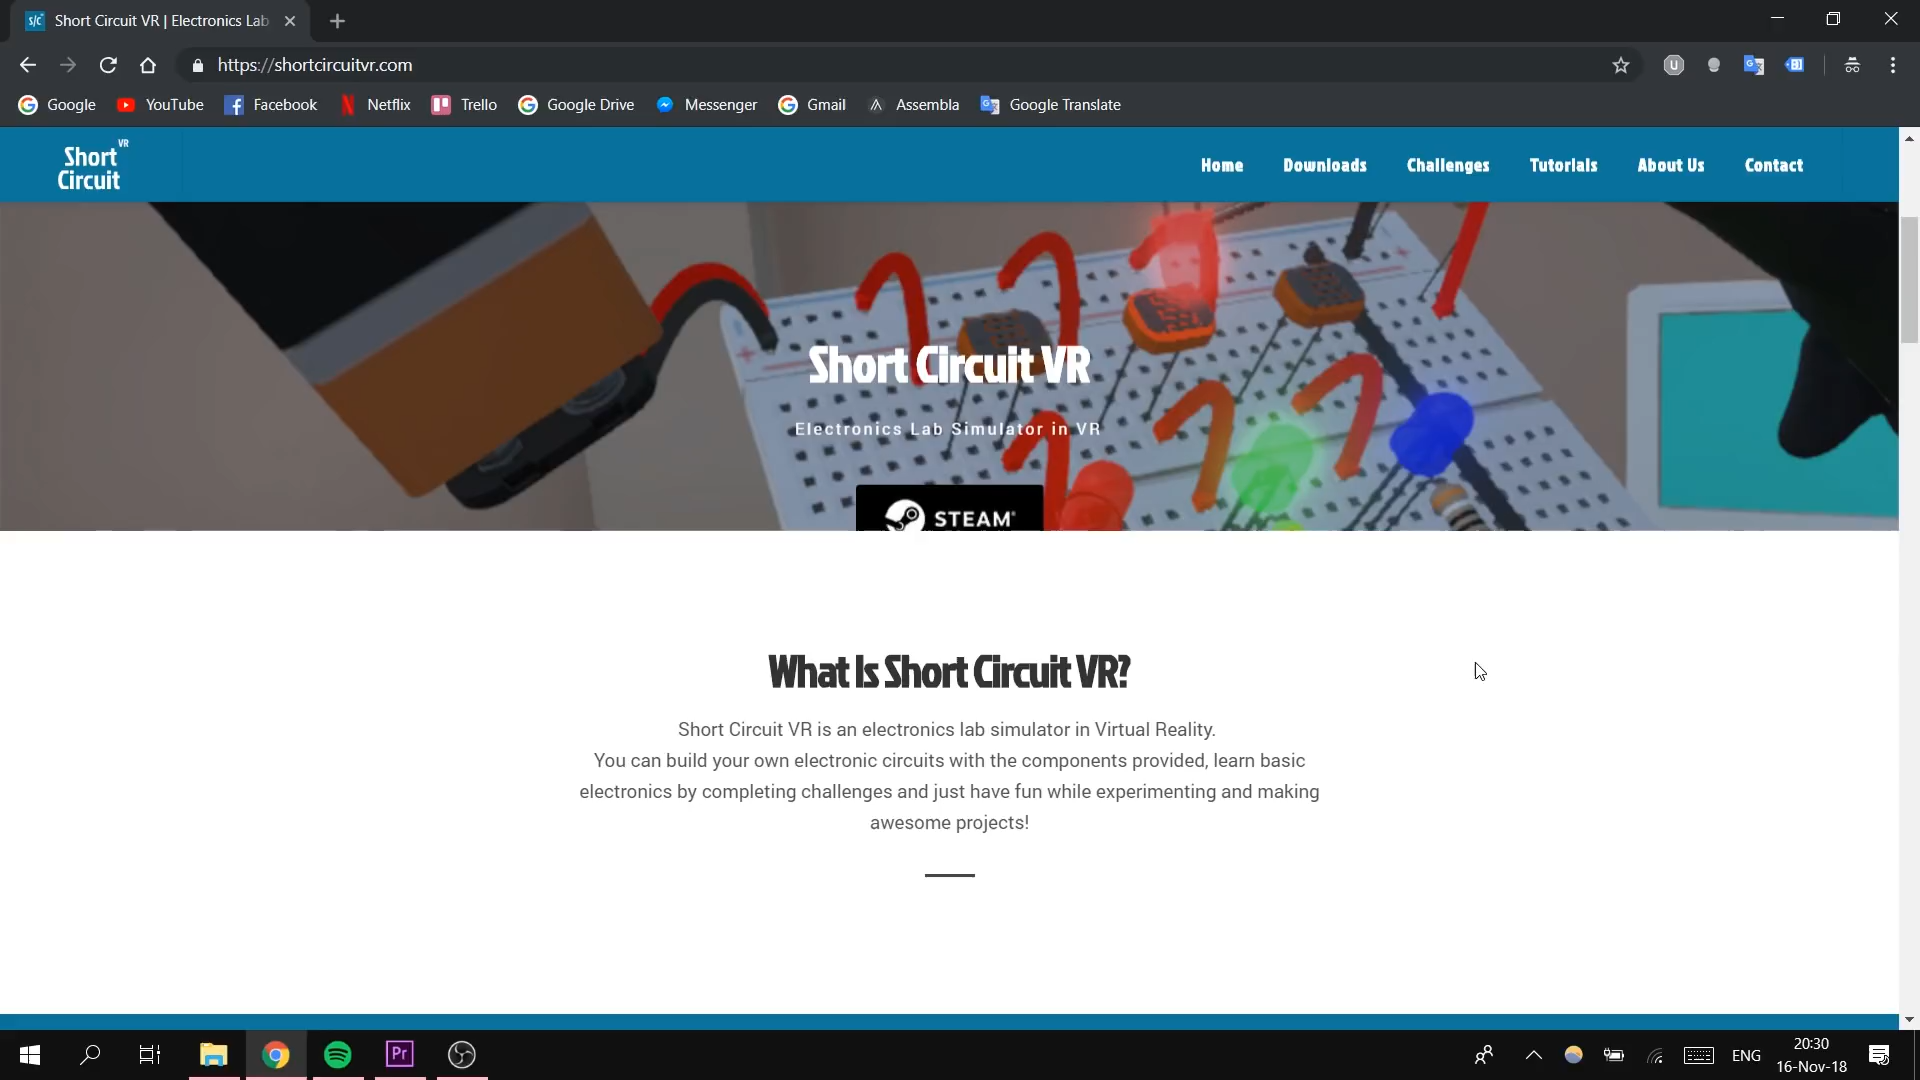 S/C
Short Circuit VR | Electronics Lab
https://shortcircuitvr.com
Google YouTube Facebook Netflix Trello Google Drive Messenger Gmail Assembla Google Translate
Short VR
Circuit
Home Downloads Challenges Tutorials About Us Contact
Short Circuit VR
Electronics Lab Simulator in VR
STEAM®
What Is Short Circuit VR?
Short Circuit VR is an electronics lab simulator in Virtual Reality.
You can build your own electronic circuits with the components provided, learn basic
electronics by completing challenges and just have fun while experimenting and making
awesome projects!
Pr
ENG
20:30
16-Nov-18